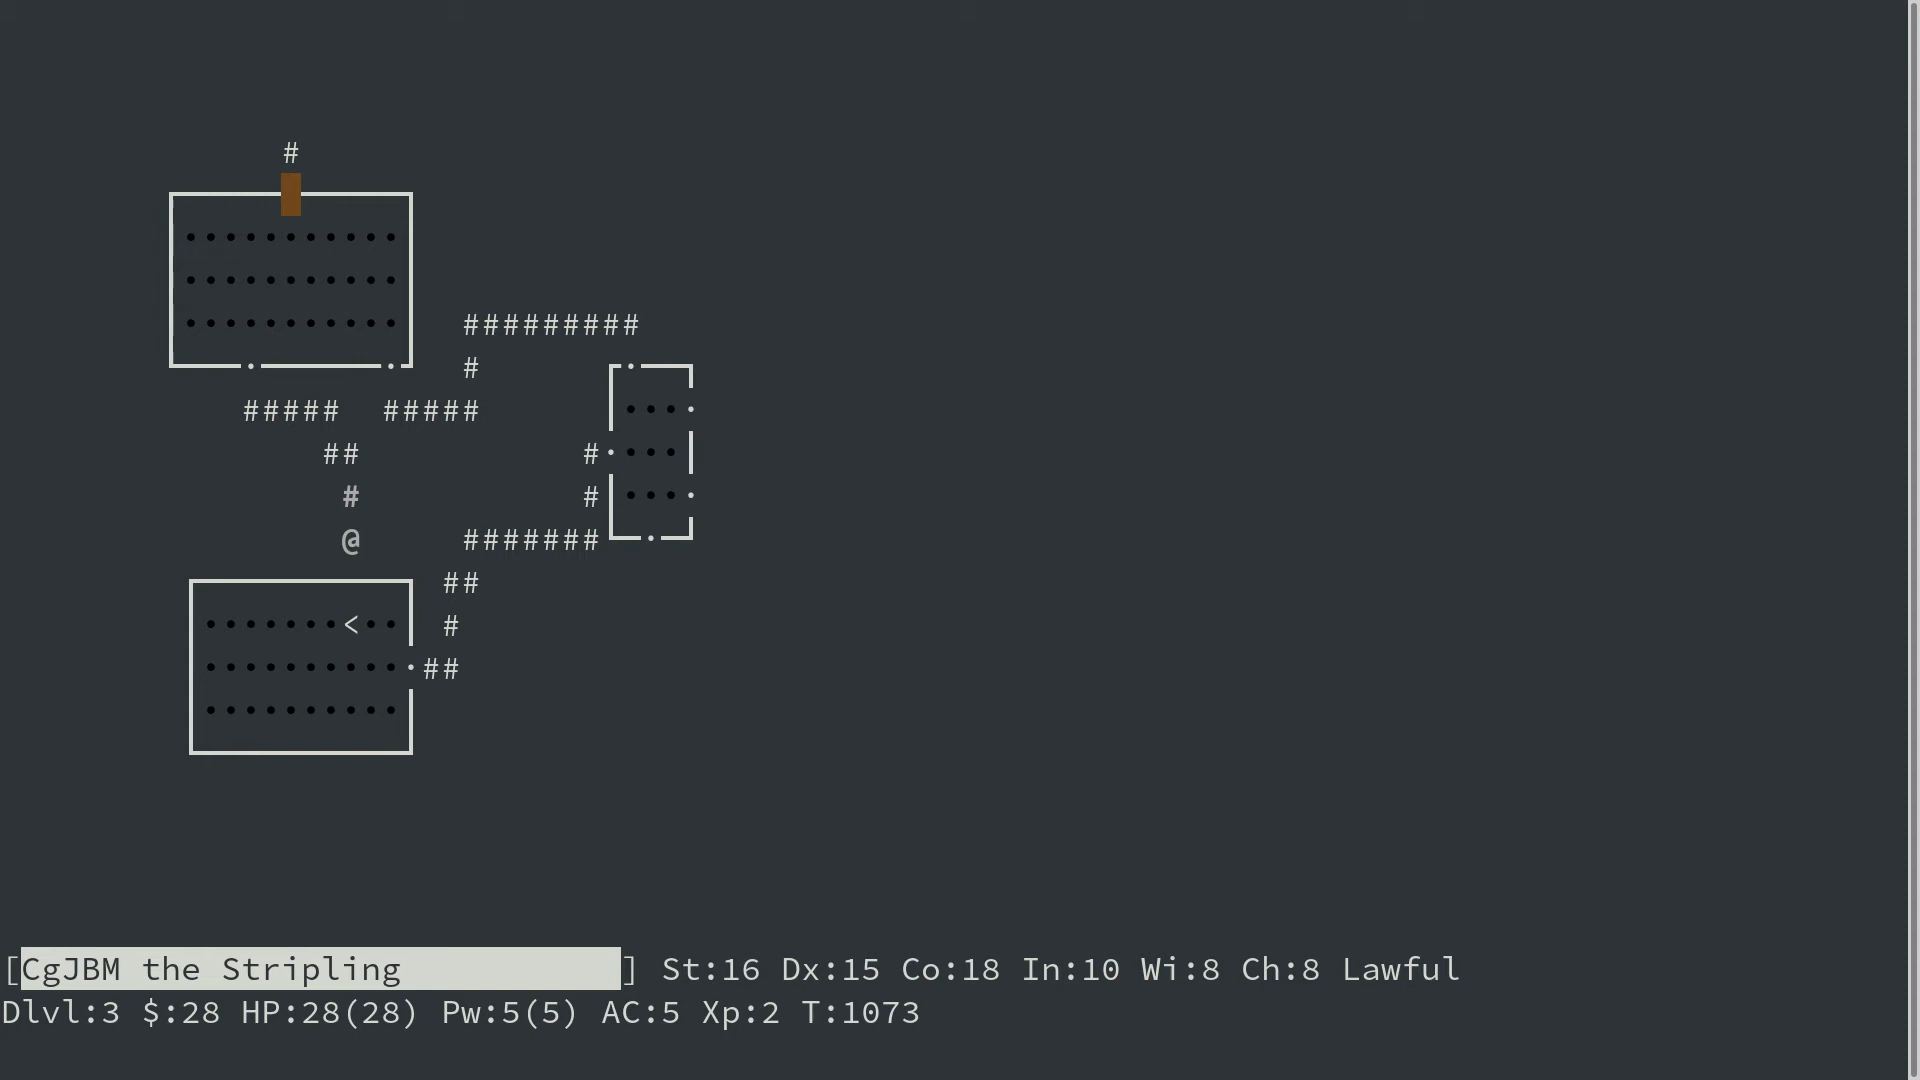 #
· · · · · · · · · · ·
· · · · · · · · · · ·
· · · · · · · · · · · #########
· · # ·
##### ##### · · · ·
## # · · · ·
# # · · · ·
@ ####### ·
##
· · · · · · · < · · #
· · · · · · · · · · · ##
· · · · · · · · · ·
[CgJBM the Stripling ] St:16 Dx:15 Co:18 In:10 Wi:8 Ch:8 Lawful
Dlvl:3 $:28 HP:28(28) Pw:5(5) AC:5 Xp:2 T:1073